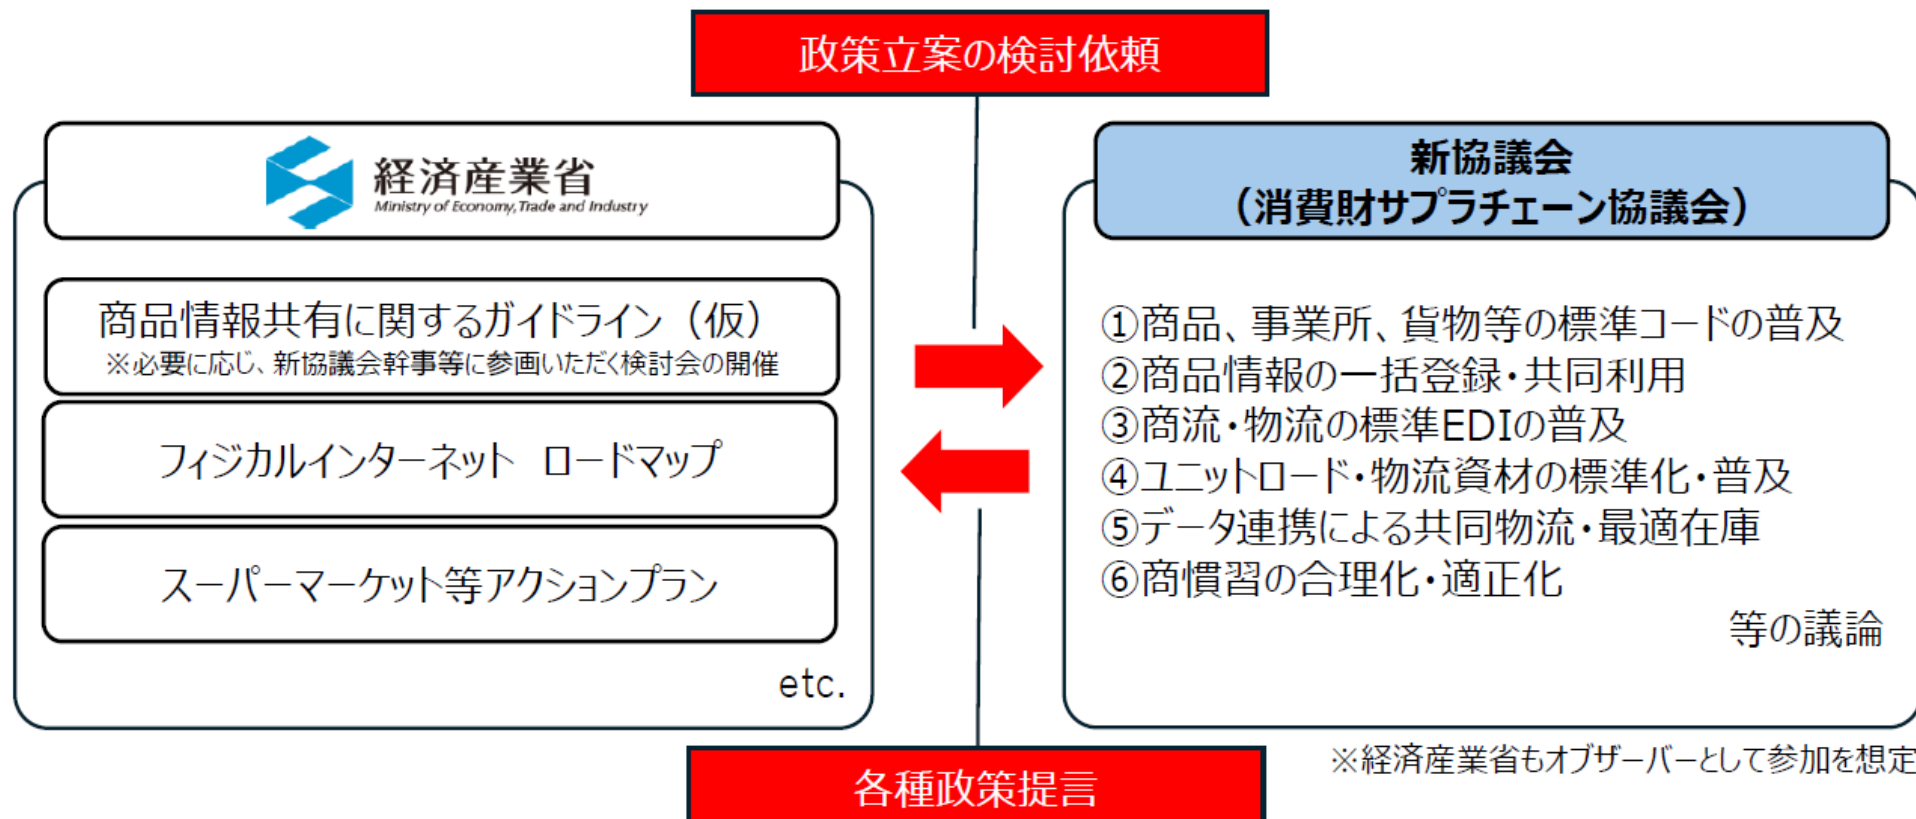 政策立案の検討依頼
経済産業省
Ministry of Economy, Trade and Industry
商品情報共有に関するガイドライン（仮）
※必要に応じ、新協議会幹事等に参画いただく検討会の開催
フィジカルインターネット　ロードマップ
スーパーマーケット等アクションプラン
etc.
新協議会
（消費財サプラチェーン協議会）
①商品、事業所、貨物等の標準コードの普及
②商品情報の一括登録・共同利用
③商流・物流の標準EDIの普及
④ユニットロード・物流資材の標準化・普及
⑤データ連携による共同物流・最適在庫
⑥商慣習の合理化・適正化
等の議論
※経済産業省もオブザーバーとして参加を想定
各種政策提言